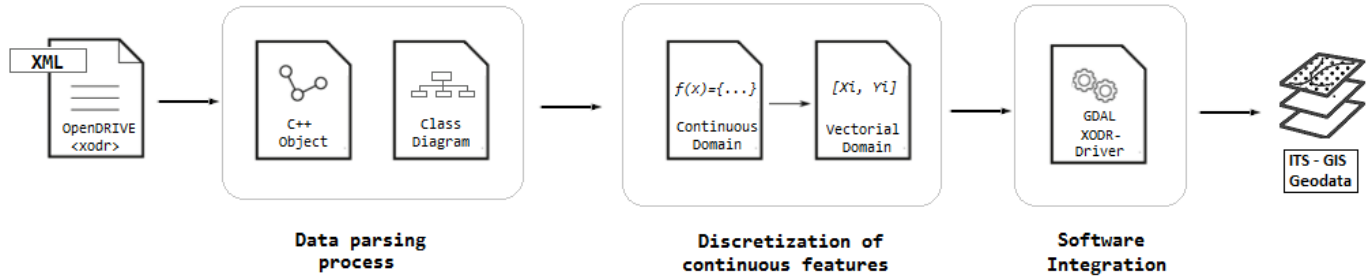 XML
OpenDRIVE
<xodr>
C++
Object
Class
Diagram
f(x)={...}
Continuous
Domain
[Xi, Yi]
Vectorial
Domain
GDAL
XODR-
Driver
ITS - GIS
Geodata
Data parsing
process
Discretization of
continuous features
Software
Integration